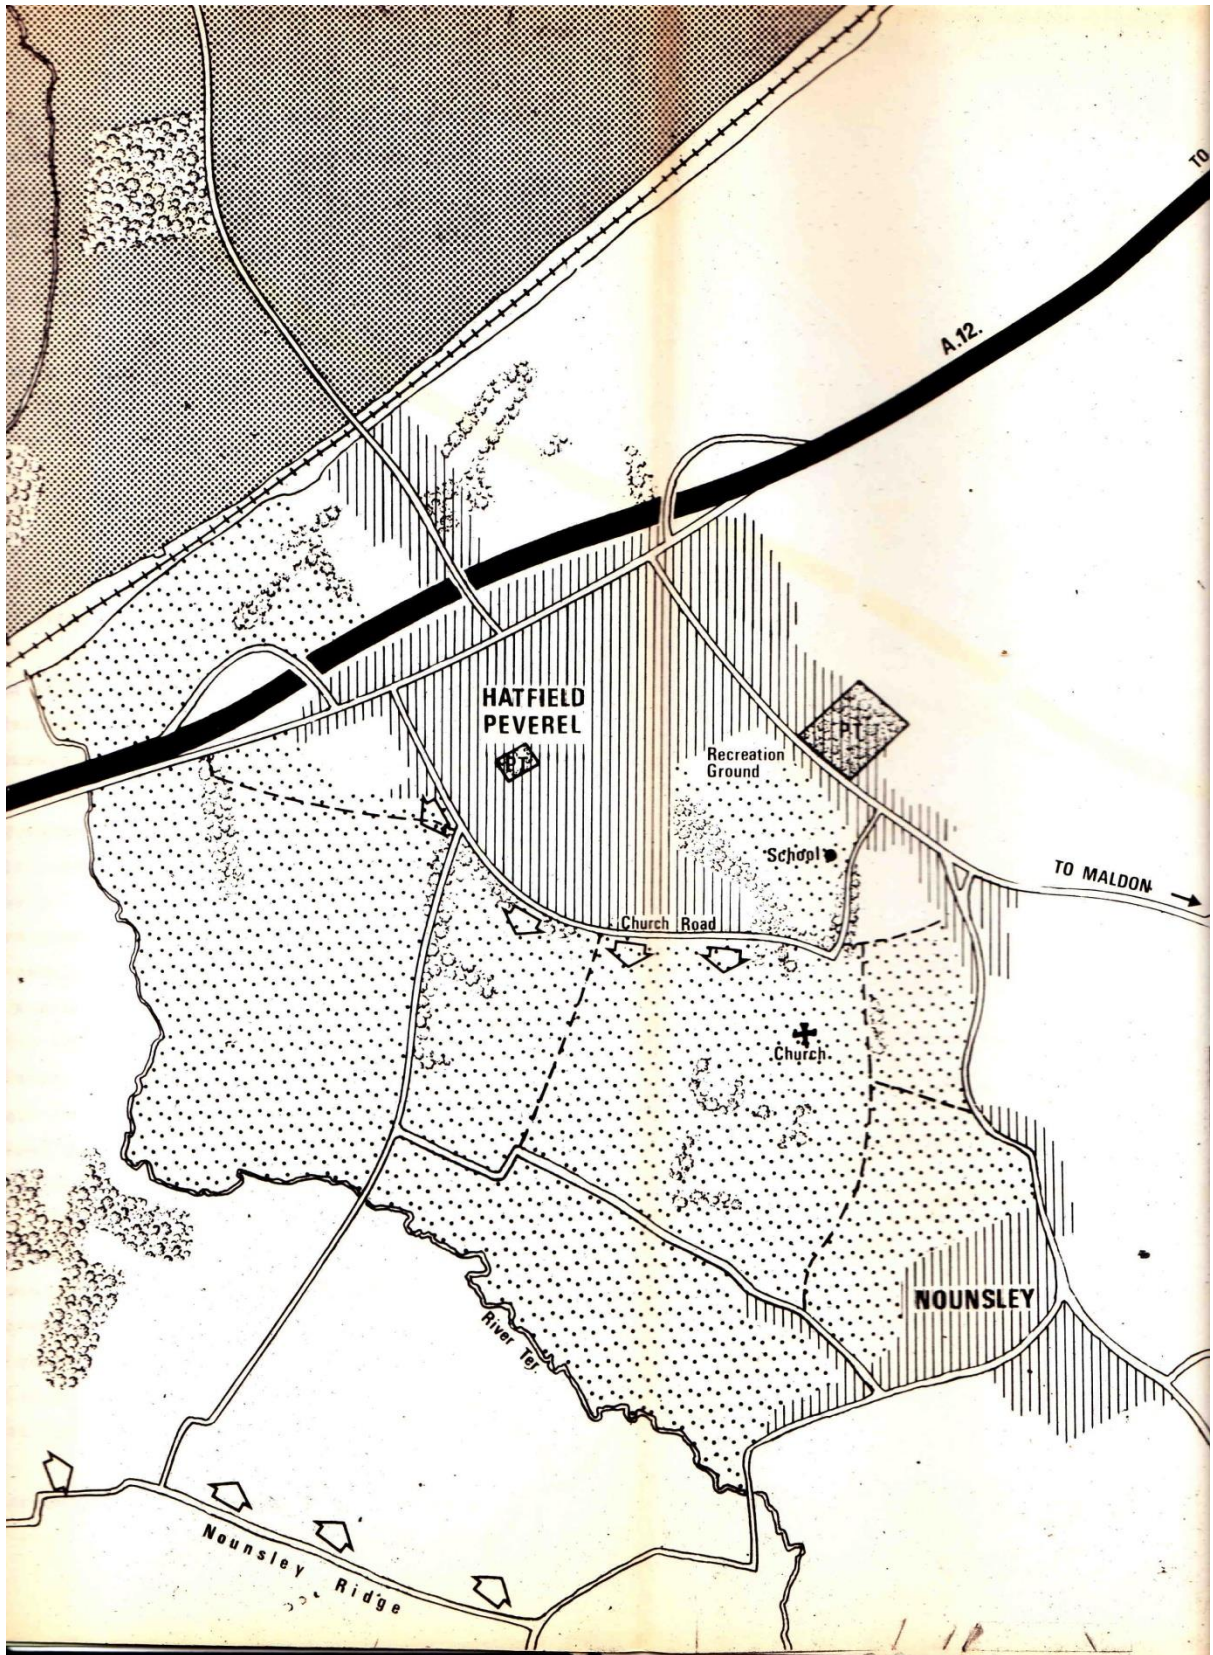 TO
A.12.
HATFIELD
PEVEREL
P.T.
P.T.
Recreation
Ground
School
TO MALDON
Church Road
Church
NOUNSLEY
River Ter.
Nounsley Ridge